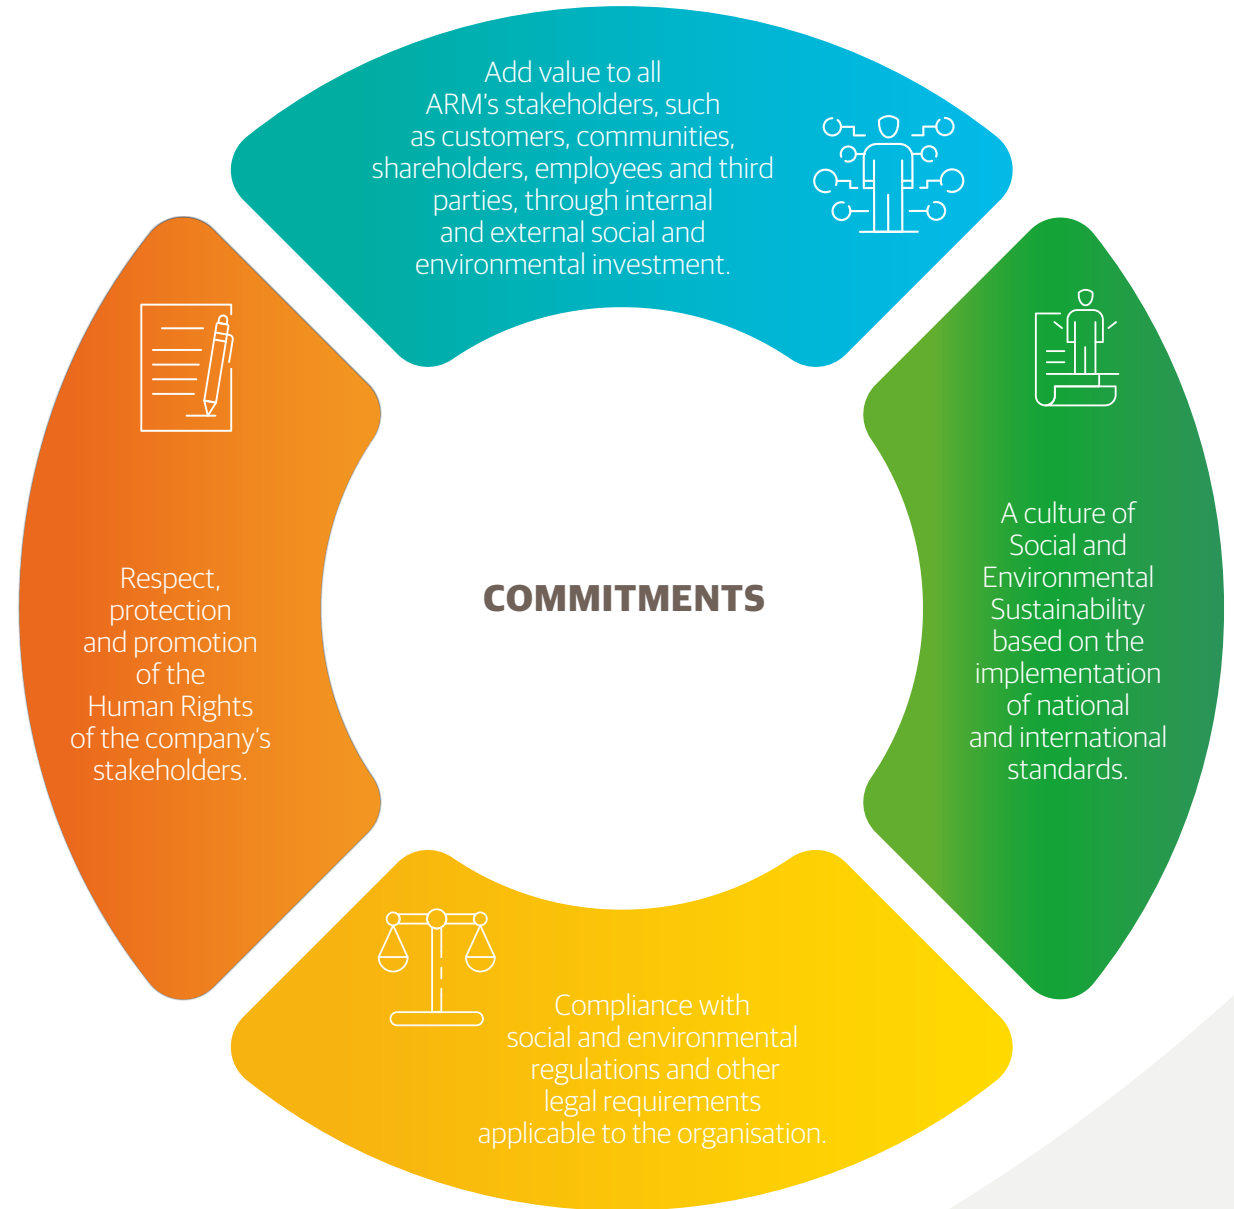 Add value to all
ARM's stakeholders, such
as customers, communities,
shareholders, employees and third
parties, through internal
and external social and
environmental investment.
A culture of
Social and
Environmental
Sustainability
based on the
implementation
of national
and international
standards.
COMMITMENTS
Respect,
protection
and promotion
of the
Human Rights
of the company's
stakeholders.
Compliance with
social and environmental
regulations and other
legal requirements
applicable to the organisation.